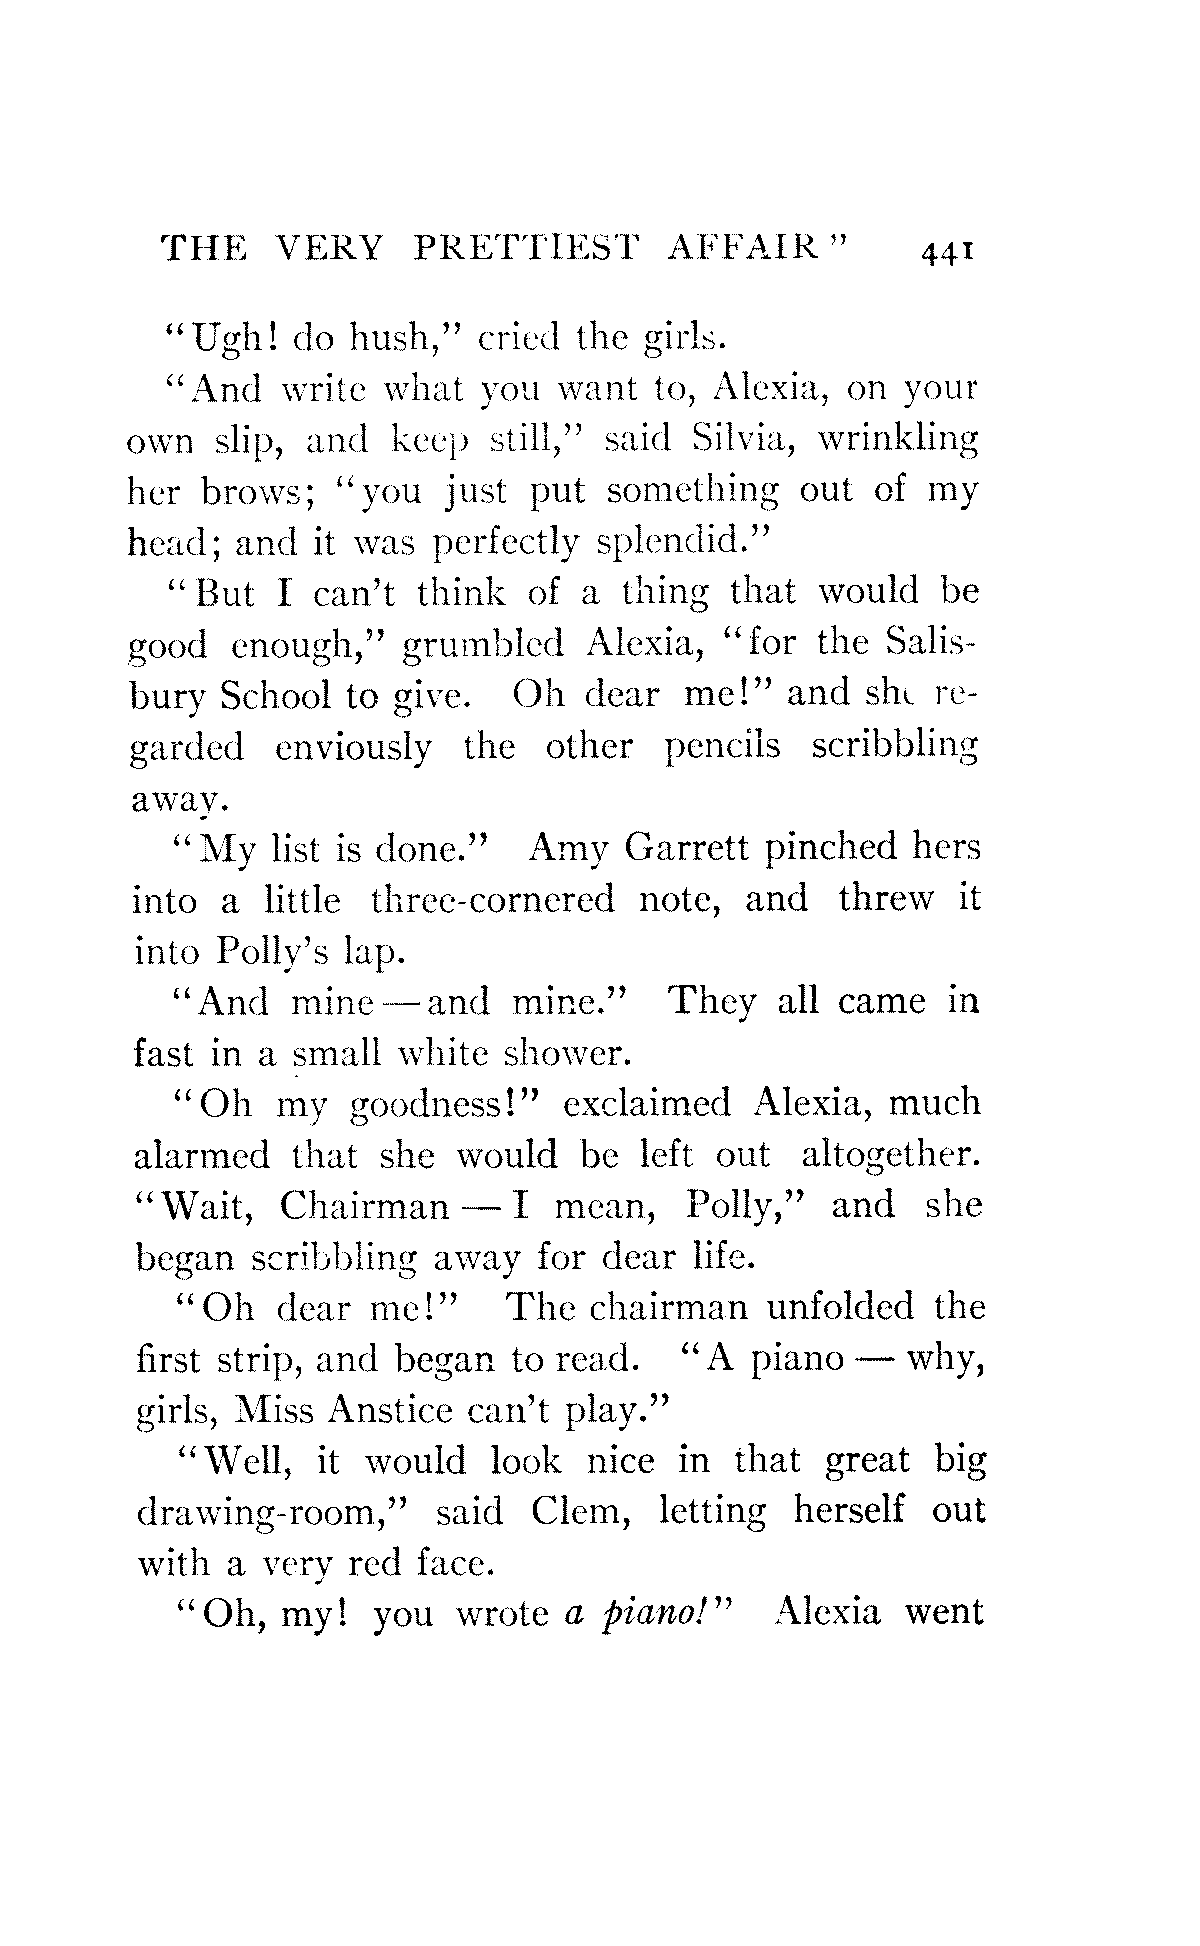 THE VERY PRETTIEST AFFAIR" 441
"Ugh! do hush," cried the girls.
"And write what you want to, Alexia, on your
own slip, and keep still," said Silvia, wrinkling
her brows; "you just put something out of my
head; and it was perfectly splendid."
"But I can't think of a thing that would be
good enough," grumbled Alexia, "for the Salis-
bury School to give. Oh dear me!" and she re-
garded enviously the other pencils scribbling
away.
"My list is done." Amy Garrett pinched hers
into a little three-cornered note, and threw it
into Polly's lap.
"And mine—and mine." They all came in
fast in a small white shower.
"Oh my goodness!" exclaimed Alexia, much
alarmed that she would be left out altogether.
"Wait, Chairman — I mean, Polly," and she
began scribbling away for dear life.
"Oh dear me!" The chairman unfolded the
first strip, and began to read. "A piano — why,
girls, Miss Anstice can't play."
"Well, it would look nice in that great big
drawing-room," said Clem, letting herself out
with a very red face.
"Oh, my! you wrote a piano!" Alexia went